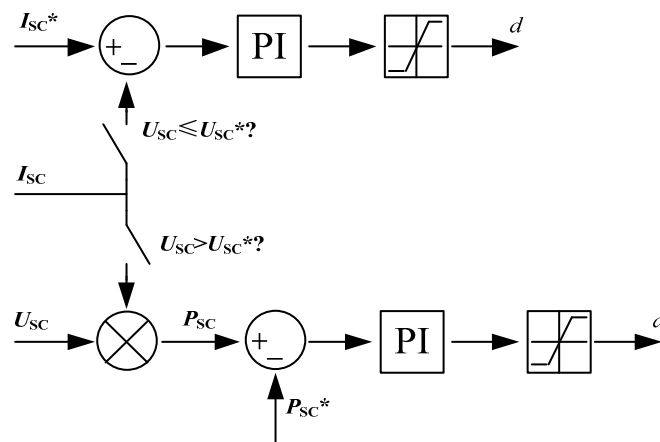 I_SC*
+
−
PI
d
U_SC≤U_SC*?
I_SC
U_SC>U_SC*?
U_SC
P_SC
+
−
PI
P_SC*